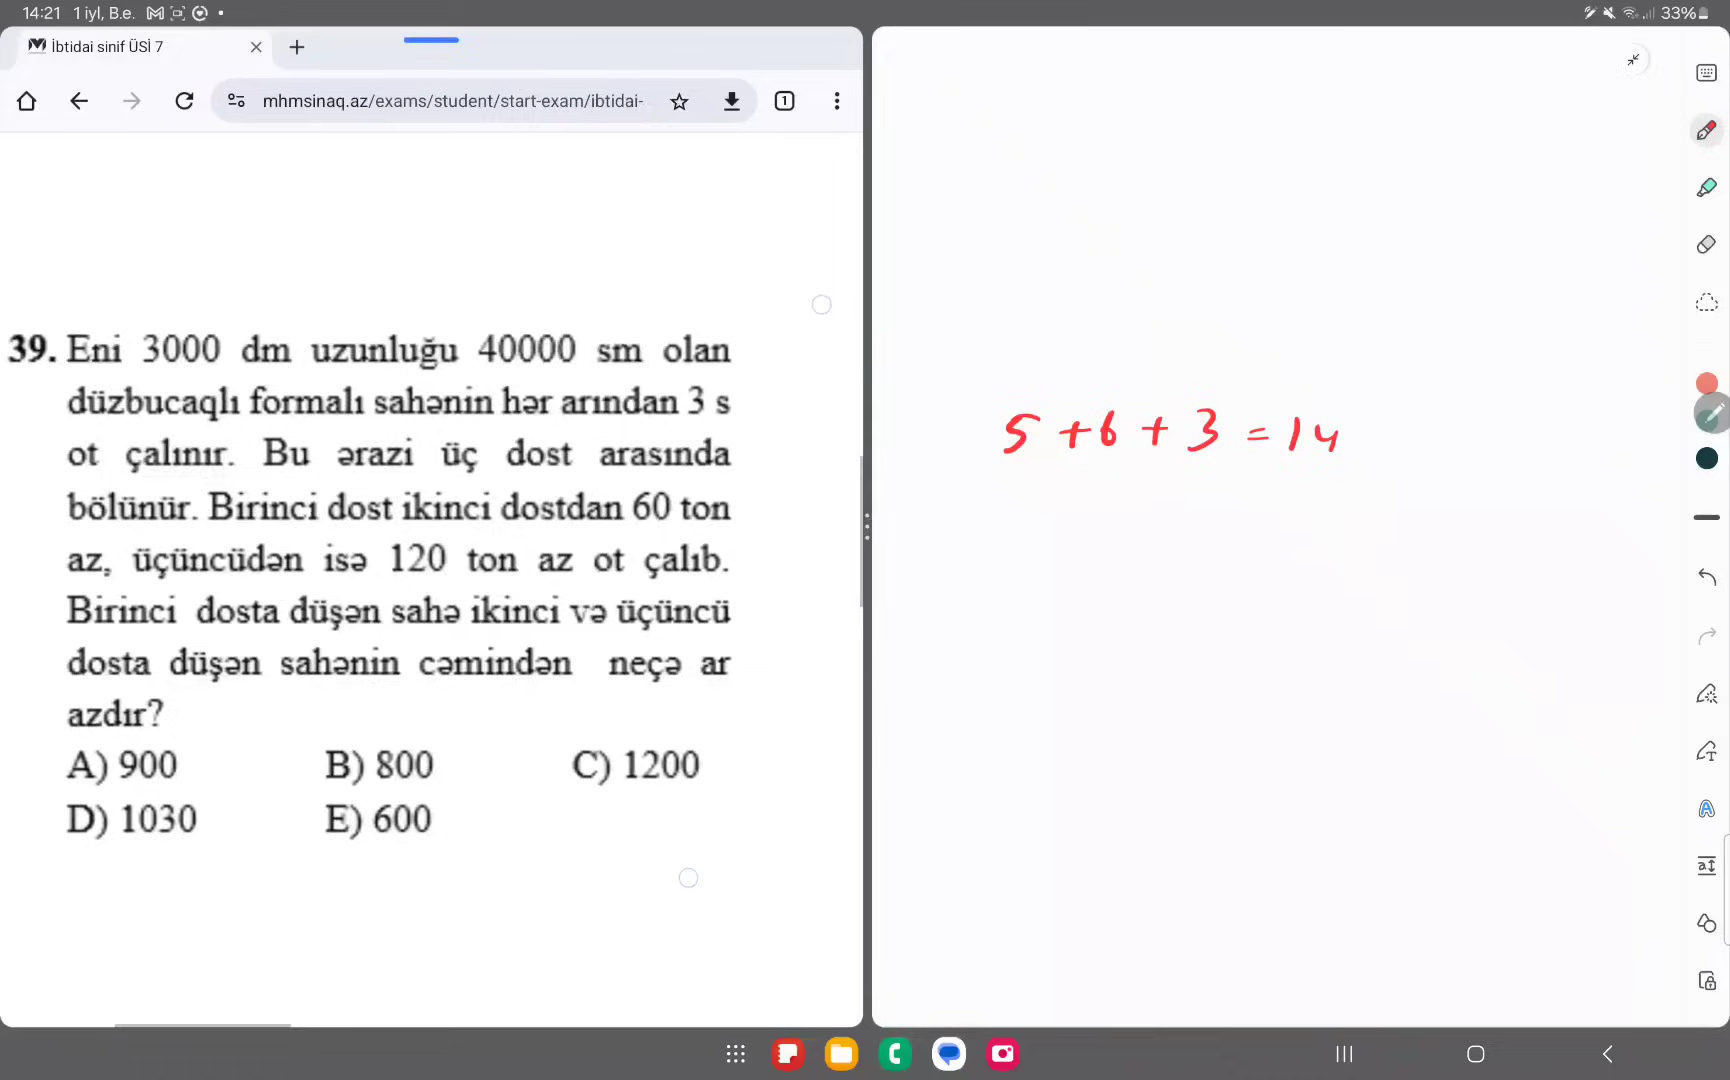 14:21 1 iyl, B.e.
33%
İbtidai sinif ÜSİ 7
mhmsinaq.az/exams/student/start-exam/ibtidai-
1
39. Eni 3000 dm uzunluğu 40000 sm olan
düzbucaqlı formalı sahənin hər arından 3 s
ot çalınır. Bu ərazi üç dost arasında
bölünür. Birinci dost ikinci dostdan 60 ton
az, üçüncüdən isə 120 ton az ot çalıb.
Birinci dosta düşən sahə ikinci və üçüncü
dosta düşən sahənin cəmindən neçə ar
azdır?
A) 900 B) 800 C) 1200
D) 1030 E) 600
5 + 6 + 3 = 14